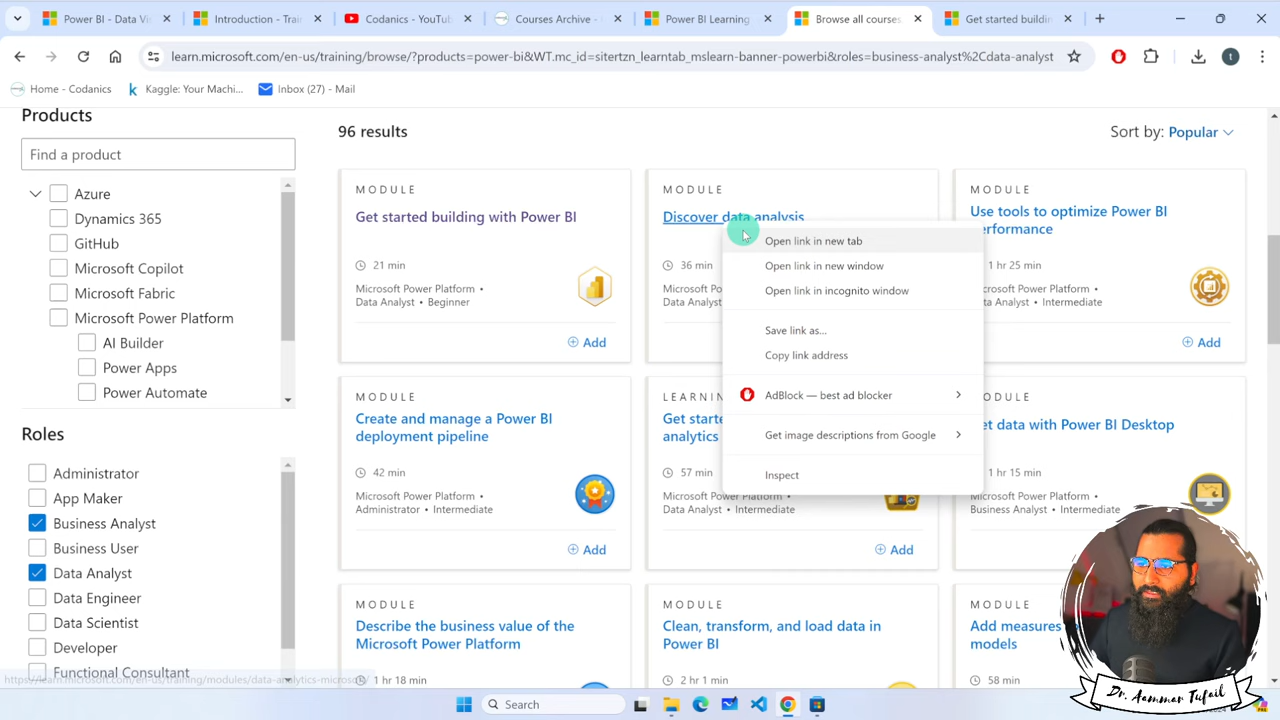 Power BI - Data Vi
Introduction - Train
Codanics - YouTub
Courses Archive - C
Power BI Learning
Browse all courses
Get started buildin
learn.microsoft.com/en-us/training/browse/?products=power-bi&WT.mc_id=sitertzn_learntab_mslearn-banner-powerbi&roles=business-analyst%2Cdata-analyst
t
Home - Codanics
Kaggle: Your Machi...
Inbox (27) - Mail
Products
Find a product
Azure
Dynamics 365
GitHub
Microsoft Copilot
Microsoft Fabric
Microsoft Power Platform
AI Builder
Power Apps
Power Automate
Roles
Administrator
App Maker
Business Analyst
Business User
Data Analyst
Data Engineer
Data Scientist
Developer
Functional Consultant
96 results
Sort by: Popular
MODULE
Get started building with Power BI
21 min
Microsoft Power Platform •
Data Analyst • Beginner
Add
MODULE
Discover data analysis
36 min
Microsoft Po
Data Analyst
MODULE
Use tools to optimize Power BI
erformance
1 hr 25 min
icrosoft Power Platform •
ata Analyst • Intermediate
Add
Open link in new tab
Open link in new window
Open link in incognito window
Save link as...
Copy link address
AdBlock — best ad blocker
Get image descriptions from Google
Inspect
MODULE
Create and manage a Power BI
deployment pipeline
42 min
Microsoft Power Platform •
Administrator • Intermediate
Add
LEARNIN
Get starte
analytics
57 min
Microsoft Power Platform •
Data Analyst • Intermediate
Add
ODULE
et data with Power BI Desktop
1 hr 15 min
icrosoft Power Platform •
Business Analyst • Intermediate
MODULE
Describe the business value of the
Microsoft Power Platform
1 hr 18 min
MODULE
Clean, transform, and load data in
Power BI
2 hr 1 min
MODULE
Add measures
models
58 min
Search
Dr. Aammar Tufail